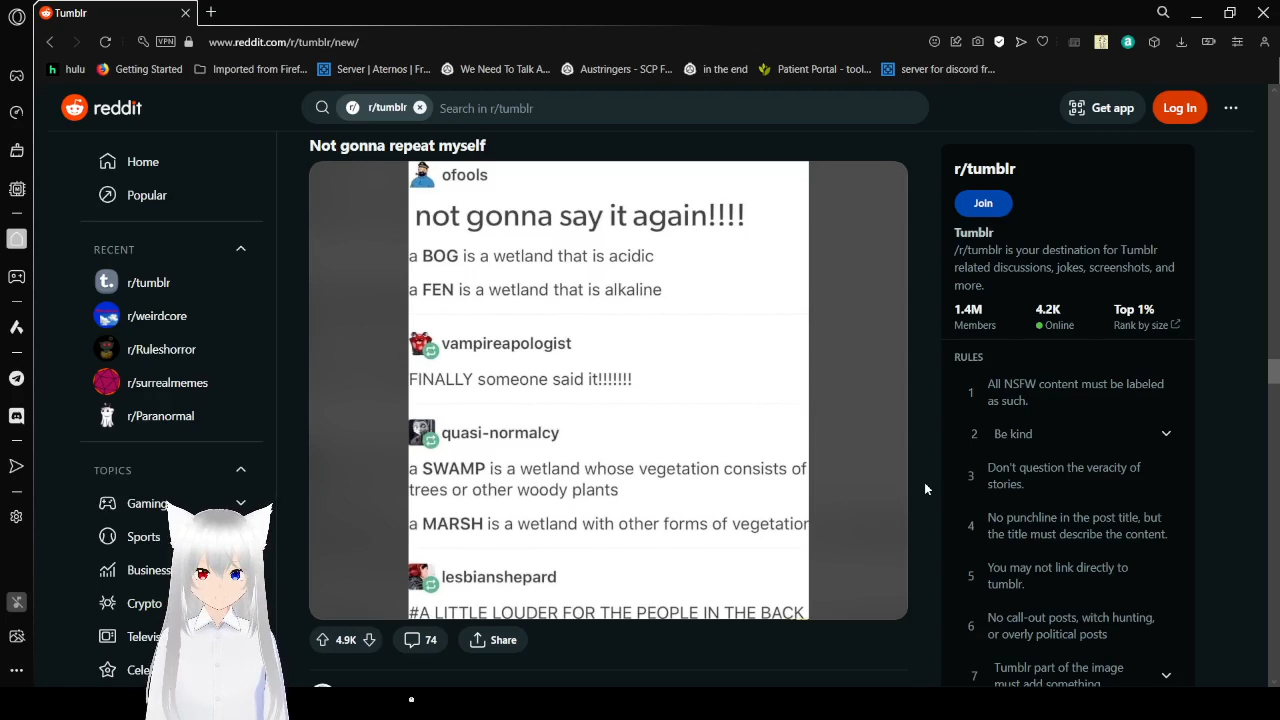 Tumblr
VPN
www.reddit.com/r/tumblr/new/
hulu
Getting Started
Imported from Firef...
Server | Aternos | Fr...
We Need To Talk A...
Austringers - SCP F...
in the end
Patient Portal - tool...
server for discord fr...
reddit
r/tumblr
Search in r/tumblr
Get app
Log In
Home
Popular
RECENT
r/tumblr
r/weirdcore
r/Ruleshorror
r/surrealmemes
r/Paranormal
TOPICS
Gaming
Sports
Business
Crypto
Televi
Cele
Not gonna repeat myself
ofools
not gonna say it again!!!!
a BOG is a wetland that is acidic
a FEN is a wetland that is alkaline
vampireapologist
FINALLY someone said it!!!!!!!
quasi-normalcy
a SWAMP is a wetland whose vegetation consists of
trees or other woody plants
a MARSH is a wetland with other forms of vegetation
lesbianshepard
#A LITTLE LOUDER FOR THE PEOPLE IN THE BACK
4.9K
74
Share
r/tumblr
Join
Tumblr
/r/tumblr is your destination for Tumblr
related discussions, jokes, screenshots, and
more.
1.4M
4.2K
Top 1%
Members
Online
Rank by size
RULES
1 All NSFW content must be labeled
as such.
2 Be kind
3 Don't question the veracity of
stories.
4 No punchline in the post title, but
the title must describe the content.
5 You may not link directly to
tumblr.
6 No call-out posts, witch hunting,
or overly political posts
7 Tumblr part of the image
must add something